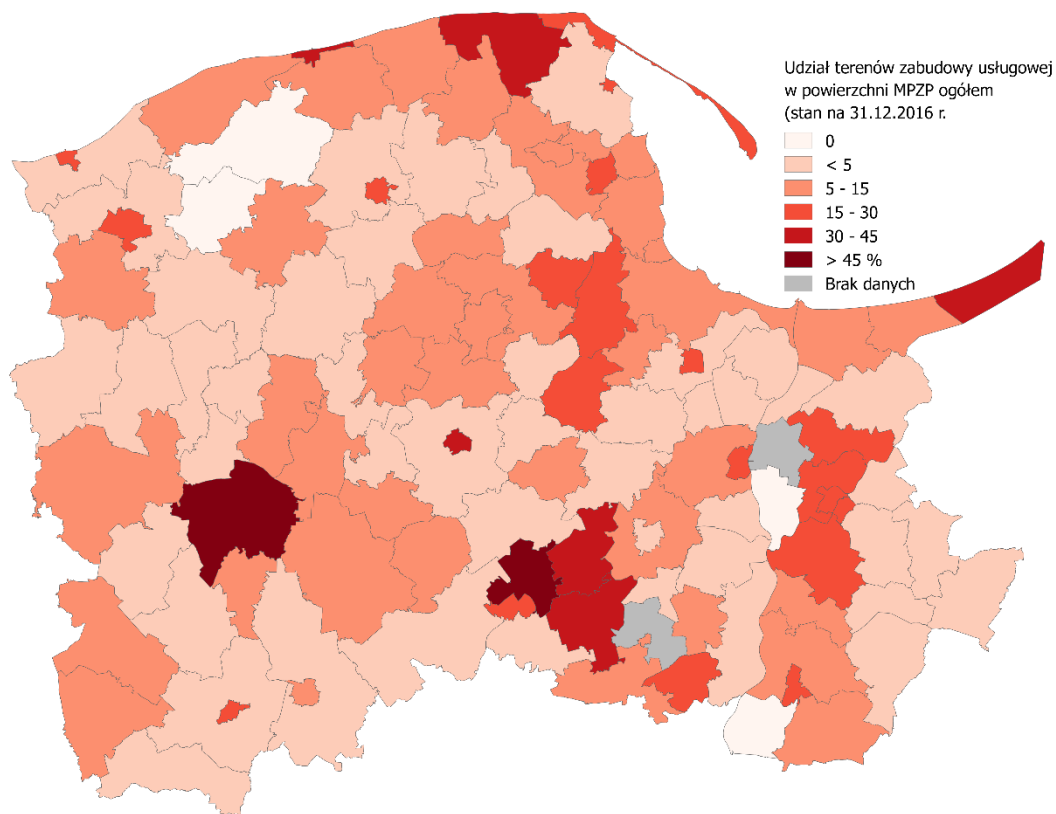 Udział terenów zabudowy usługowej
w powierzchni MPZP ogółem
(stan na 31.12.2016 r.
0
< 5
5 - 15
15 - 30
30 - 45
> 45 %
Brak danych